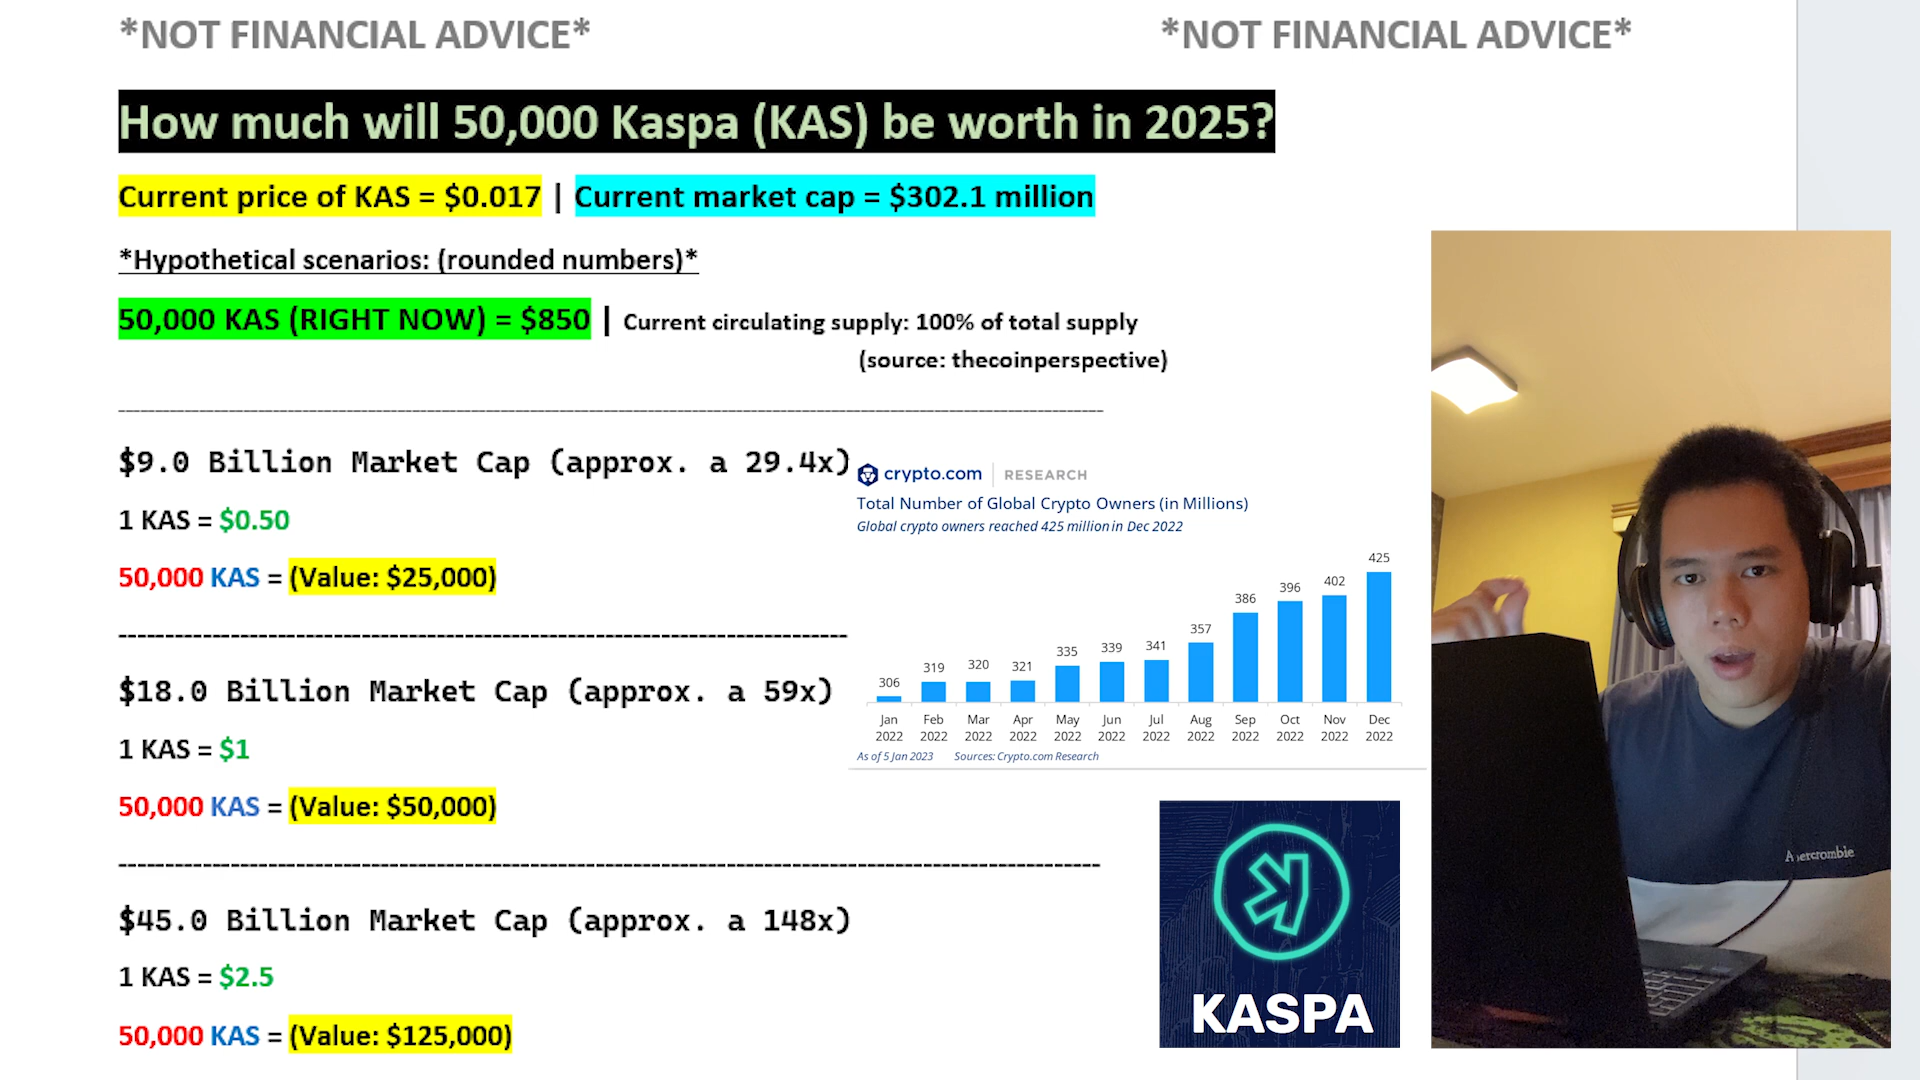 *NOT FINANCIAL ADVICE* *NOT FINANCIAL ADVICE*
How much will 50,000 Kaspa (KAS) be worth in 2025?
Current price of KAS = $0.017 | Current market cap = $302.1 million
*Hypothetical scenarios: (rounded numbers)*
50,000 KAS (RIGHT NOW) = $850 | Current circulating supply: 100% of total supply
(source: thecoinperspective)
$9.0 Billion Market Cap (approx. a 29.4x)
1 KAS = $0.50
50,000 KAS = (Value: $25,000)
$18.0 Billion Market Cap (approx. a 59x)
1 KAS = $1
50,000 KAS = (Value: $50,000)
$45.0 Billion Market Cap (approx. a 148x)
1 KAS = $2.5
50,000 KAS = (Value: $125,000)
crypto.com | RESEARCH
Total Number of Global Crypto Owners (in Millions)
Global crypto owners reached 425 million in Dec 2022
306 319 320 321 335 339 341 357 386 396 402 425
Jan Feb Mar Apr May Jun Jul Aug Sep Oct Nov Dec
2022 2022 2022 2022 2022 2022 2022 2022 2022 2022 2022 2022
As of 5 Jan 2023 Sources: Crypto.com Research
KASPA